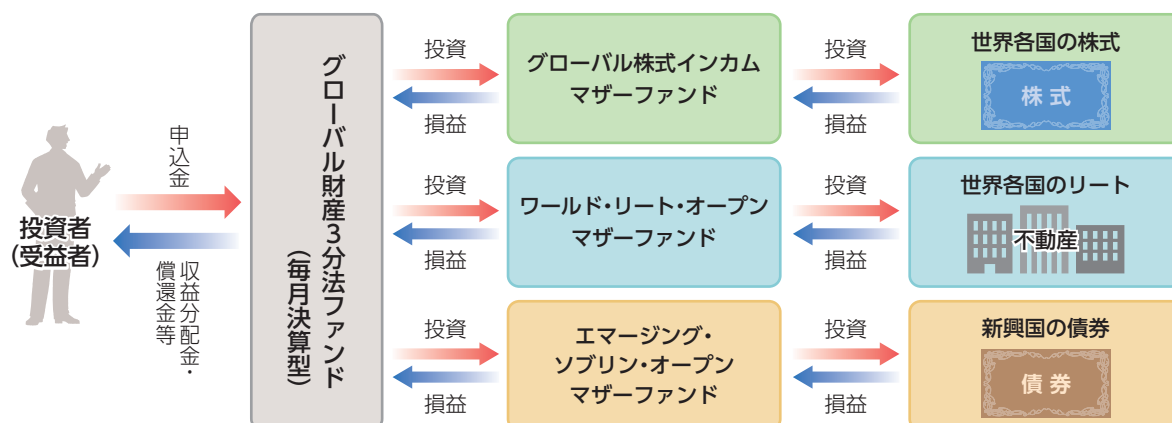 投資者
(受益者)
申込金
収益分配金・
償還金等
グローバル財産3分法ファンド
(毎月決算型)
投資
損益
グローバル株式インカム
マザーファンド
投資
損益
世界各国の株式
株式
投資
損益
ワールド・リート・オープン
マザーファンド
投資
損益
世界各国のリート
不動産
投資
損益
エマージング・
ソブリン・オープン
マザーファンド
投資
損益
新興国の債券
債券